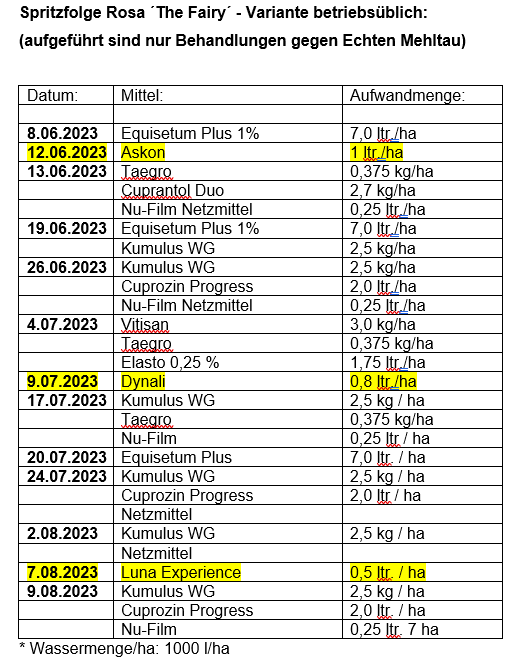 Spritzfolge Rosa ´The Fairy´ - Variante betriebsüblich:
(aufgeführt sind nur Behandlungen gegen Echten Mehltau)
Datum: Mittel: Aufwandmenge:
8.06.2023 Equisetum Plus 1% 7,0 ltr./ha
12.06.2023 Askon 1 ltr./ha
13.06.2023 Taegro 0,375 kg/ha
Cuprantol Duo 2,7 kg/ha
Nu-Film Netzmittel 0,25 ltr./ha
19.06.2023 Equisetum Plus 1% 7,0 ltr./ha
Kumulus WG 2,5 kg/ha
26.06.2023 Kumulus WG 2,5 kg/ha
Cuprozin Progress 2,0 ltr./ha
Nu-Film Netzmittel 0,25 ltr./ha
4.07.2023 Vitisan 3,0 kg/ha
Taegro 0,375 kg/ha
Elasto 0,25 % 1,75 ltr./ha
9.07.2023 Dynali 0,8 ltr./ha
17.07.2023 Kumulus WG 2,5 kg / ha
Taegro 0,375 kg/ha
Nu-Film 0,25 ltr. / ha
20.07.2023 Equisetum Plus 7,0 ltr. / ha
24.07.2023 Kumulus WG 2,5 kg / ha
Cuprozin Progress 2,0 ltr / ha
Netzmittel
2.08.2023 Kumulus WG 2,5 kg / ha
Netzmittel
7.08.2023 Luna Experience 0,5 ltr. / ha
9.08.2023 Kumulus WG 2,5 kg / ha
Cuprozin Progress 2,0 ltr. / ha
Nu-Film 0,25 ltr. 7 ha
* Wassermenge/ha: 1000 l/ha